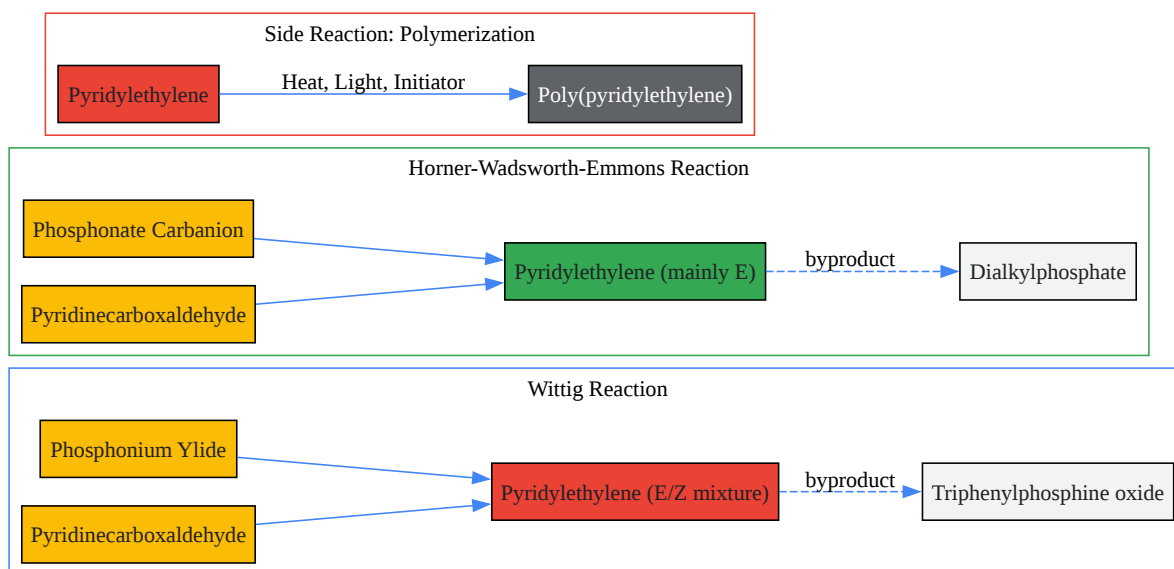 Side Reaction: Polymerization
Pyridylethylene
Heat, Light, Initiator
Poly(pyridylethylene)
Horner-Wadsworth-Emmons Reaction
Phosphonate Carbanion
Pyridinecarboxaldehyde
Pyridylethylene (mainly E)
byproduct
Dialkylphosphate
Wittig Reaction
Phosphonium Ylide
Pyridinecarboxaldehyde
Pyridylethylene (E/Z mixture)
byproduct
Triphenylphosphine oxide